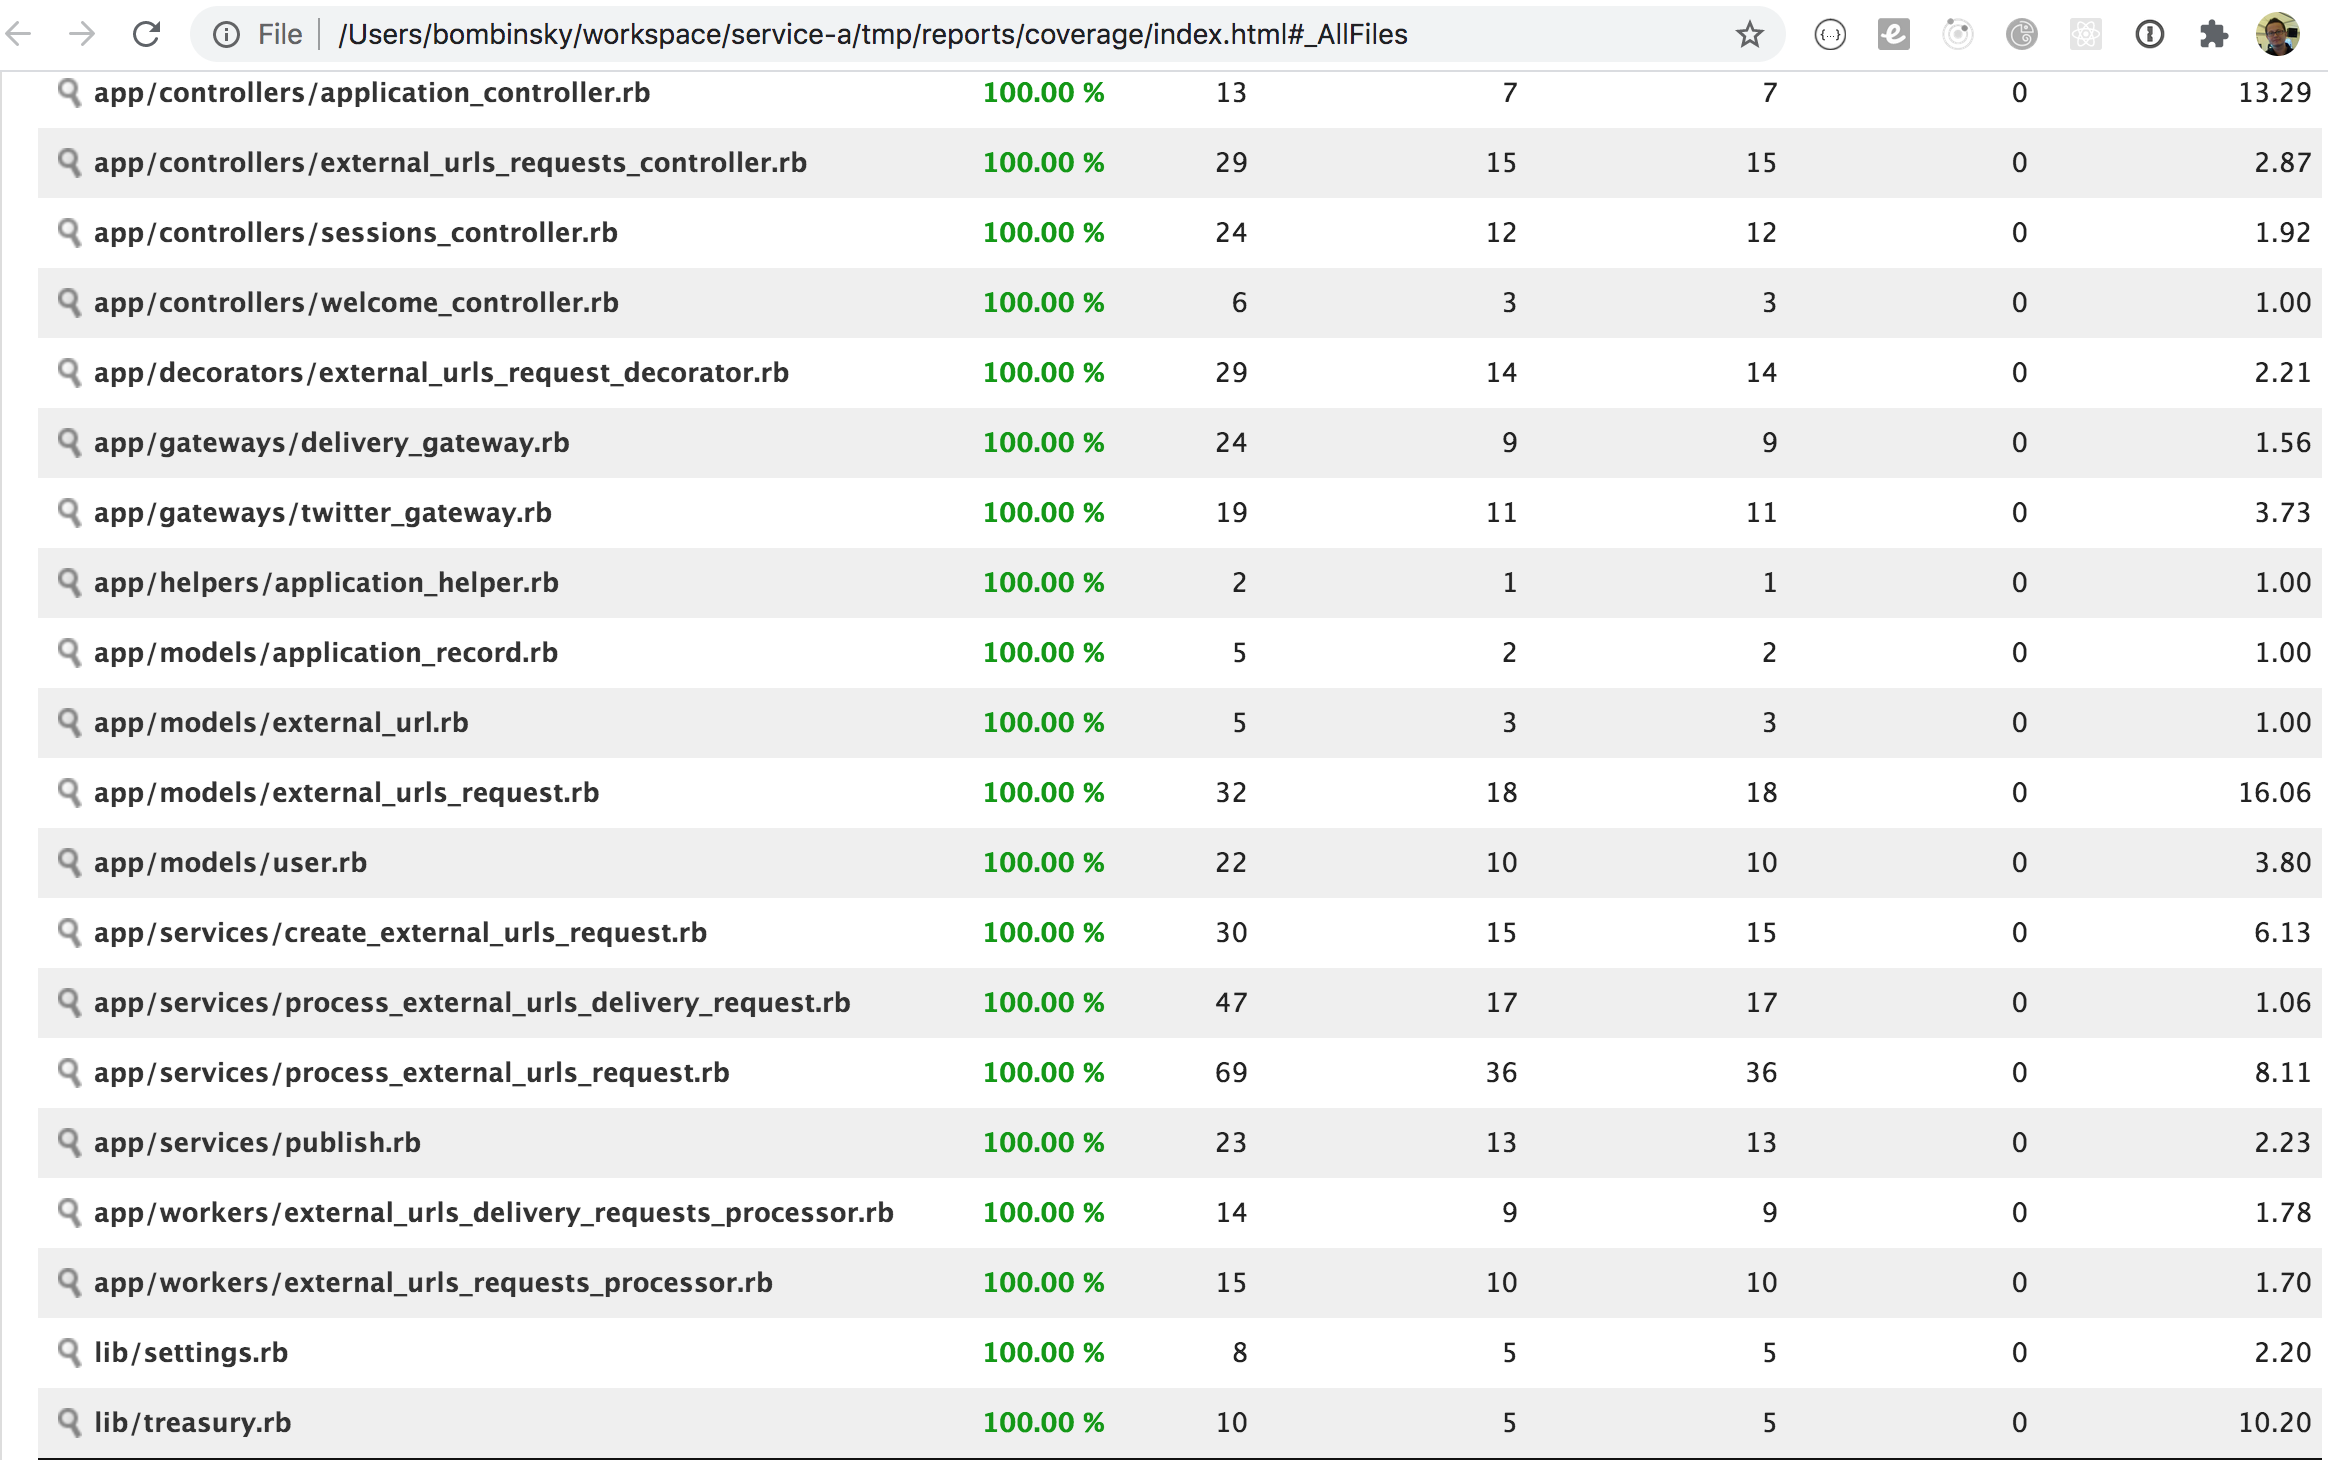 File /Users/bombinsky/workspace/service-a/tmp/reports/coverage/index.html#_AllFiles
app/controllers/application_controller.rb 100.00 % 13 7 7 0 13.29
app/controllers/external_urls_requests_controller.rb 100.00 % 29 15 15 0 2.87
app/controllers/sessions_controller.rb 100.00 % 24 12 12 0 1.92
app/controllers/welcome_controller.rb 100.00 % 6 3 3 0 1.00
app/decorators/external_urls_request_decorator.rb 100.00 % 29 14 14 0 2.21
app/gateways/delivery_gateway.rb 100.00 % 24 9 9 0 1.56
app/gateways/twitter_gateway.rb 100.00 % 19 11 11 0 3.73
app/helpers/application_helper.rb 100.00 % 2 1 1 0 1.00
app/models/application_record.rb 100.00 % 5 2 2 0 1.00
app/models/external_url.rb 100.00 % 5 3 3 0 1.00
app/models/external_urls_request.rb 100.00 % 32 18 18 0 16.06
app/models/user.rb 100.00 % 22 10 10 0 3.80
app/services/create_external_urls_request.rb 100.00 % 30 15 15 0 6.13
app/services/process_external_urls_delivery_request.rb 100.00 % 47 17 17 0 1.06
app/services/process_external_urls_request.rb 100.00 % 69 36 36 0 8.11
app/services/publish.rb 100.00 % 23 13 13 0 2.23
app/workers/external_urls_delivery_requests_processor.rb 100.00 % 14 9 9 0 1.78
app/workers/external_urls_requests_processor.rb 100.00 % 15 10 10 0 1.70
lib/settings.rb 100.00 % 8 5 5 0 2.20
lib/treasury.rb 100.00 % 10 5 5 0 10.20